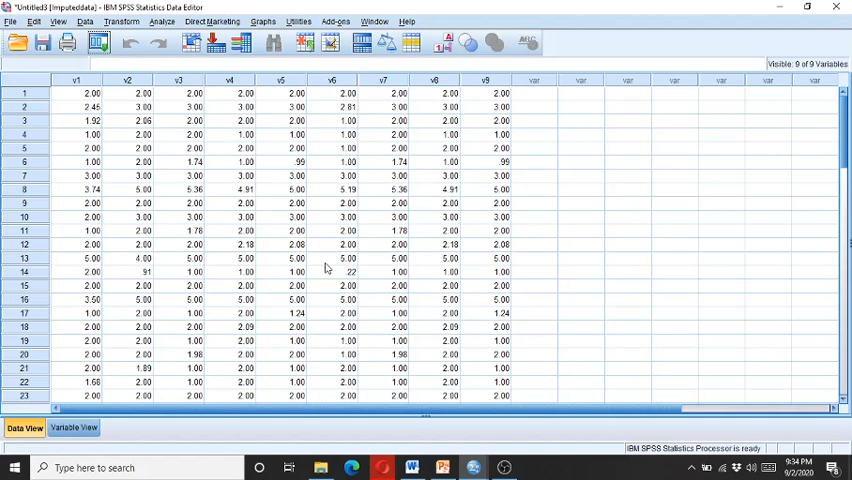 *Untitled3 [Imputeddata] - IBM SPSS Statistics Data Editor
File Edit View Data Transform Analyze Direct Marketing Graphs Utilities Add-ons Window Help
Visible: 9 of 9 Variables
v1 v2 v3 v4 v5 v6 v7 v8 v9 var var var var var var var
1 2.00 2.00 2.00 2.00 2.00 2.00 2.00 2.00 2.00
2 2.45 3.00 3.00 3.00 3.00 2.81 3.00 3.00 3.00
3 1.92 2.06 2.00 2.00 2.00 1.00 2.00 2.00 2.00
4 1.00 2.00 2.00 1.00 1.00 1.00 2.00 1.00 1.00
5 2.00 2.00 2.00 2.00 2.00 1.00 2.00 2.00 2.00
6 1.00 2.00 1.74 1.00 .99 1.00 1.74 1.00 .99
7 3.00 3.00 3.00 3.00 3.00 3.00 3.00 3.00 3.00
8 3.74 5.00 5.36 4.91 5.00 5.19 5.36 4.91 5.00
9 2.00 2.00 2.00 2.00 2.00 2.00 2.00 2.00 2.00
10 2.00 3.00 3.00 3.00 3.00 3.00 3.00 3.00 3.00
11 1.00 2.00 1.78 2.00 2.00 2.00 1.78 2.00 2.00
12 2.00 2.00 2.00 2.18 2.08 2.00 2.00 2.18 2.08
13 5.00 4.00 5.00 5.00 5.00 5.00 5.00 5.00 5.00
14 2.00 .91 1.00 1.00 1.00 .22 1.00 1.00 1.00
15 2.00 2.00 2.00 2.00 2.00 2.00 2.00 2.00 2.00
16 3.50 5.00 5.00 5.00 5.00 5.00 5.00 5.00 5.00
17 1.00 2.00 1.00 2.00 1.24 2.00 1.00 2.00 1.24
18 2.00 2.00 2.00 2.09 2.00 2.00 2.00 2.09 2.00
19 2.00 2.00 1.00 2.00 1.00 1.00 1.00 2.00 1.00
20 2.00 2.00 1.98 2.00 2.00 1.00 1.98 2.00 2.00
21 2.00 1.89 1.00 2.00 1.00 2.00 1.00 2.00 1.00
22 1.68 2.00 1.00 2.00 1.00 2.00 1.00 2.00 1.00
23 2.00 2.00 2.00 2.00 2.00 2.00 2.00 2.00 2.00
Data View Variable View
IBM SPSS Statistics Processor is ready
Type here to search
9:34 PM
9/2/2020